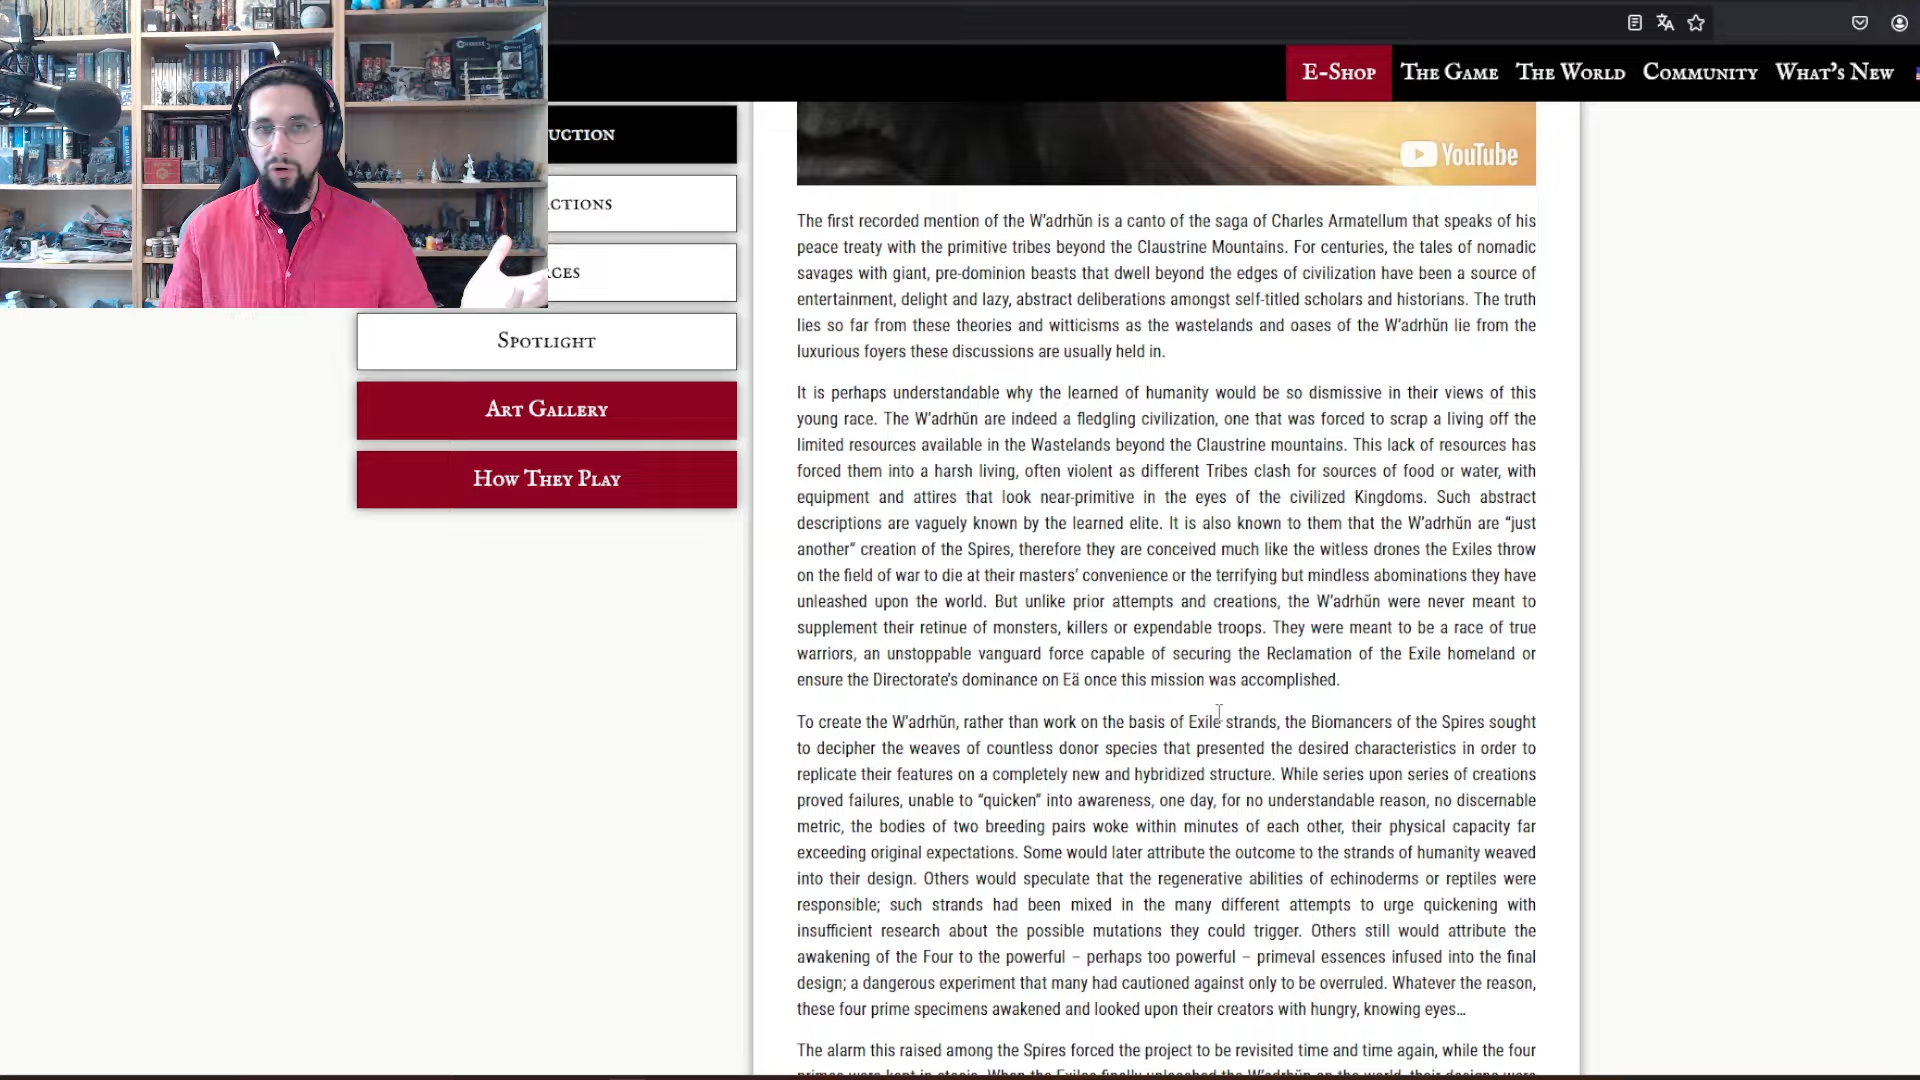 E-Shop The Game The World Community What's New
uction
ctions
ces
Spotlight
Art Gallery
How They Play
YouTube
The first recorded mention of the W'adrhŭn is a canto of the saga of Charles Armatellum that speaks of his
peace treaty with the primitive tribes beyond the Claustrine Mountains. For centuries, the tales of nomadic
savages with giant, pre-dominion beasts that dwell beyond the edges of civilization have been a source of
entertainment, delight and lazy, abstract deliberations amongst self-titled scholars and historians. The truth
lies so far from these theories and witticisms as the wastelands and oases of the W'adrhŭn lie from the
luxurious foyers these discussions are usually held in.
It is perhaps understandable why the learned of humanity would be so dismissive in their views of this
young race. The W'adrhŭn are indeed a fledgling civilization, one that was forced to scrap a living off the
limited resources available in the Wastelands beyond the Claustrine mountains. This lack of resources has
forced them into a harsh living, often violent as different Tribes clash for sources of food or water, with
equipment and attires that look near-primitive in the eyes of the civilized Kingdoms. Such abstract
descriptions are vaguely known by the learned elite. It is also known to them that the W'adrhŭn are “just
another” creation of the Spires, therefore they are conceived much like the witless drones the Exiles throw
on the field of war to die at their masters’ convenience or the terrifying but mindless abominations they have
unleashed upon the world. But unlike prior attempts and creations, the W'adrhŭn were never meant to
supplement their retinue of monsters, killers or expendable troops. They were meant to be a race of true
warriors, an unstoppable vanguard force capable of securing the Reclamation of the Exile homeland or
ensure the Directorate’s dominance on Eä once this mission was accomplished.
To create the W'adrhŭn, rather than work on the basis of Exile strands, the Biomancers of the Spires sought
to decipher the weaves of countless donor species that presented the desired characteristics in order to
replicate their features on a completely new and hybridized structure. While series upon series of creations
proved failures, unable to “quicken” into awareness, one day, for no understandable reason, no discernable
metric, the bodies of two breeding pairs woke within minutes of each other, their physical capacity far
exceeding original expectations. Some would later attribute the outcome to the strands of humanity weaved
into their design. Others would speculate that the regenerative abilities of echinoderms or reptiles were
responsible; such strands had been mixed in the many different attempts to urge quickening with
insufficient research about the possible mutations they could trigger. Others still would attribute the
awakening of the Four to the powerful – perhaps too powerful – primeval essences infused into the final
design; a dangerous experiment that many had cautioned against only to be overruled. Whatever the reason,
these four prime specimens awakened and looked upon their creators with hungry, knowing eyes…
The alarm this raised among the Spires forced the project to be revisited time and time again, while the four